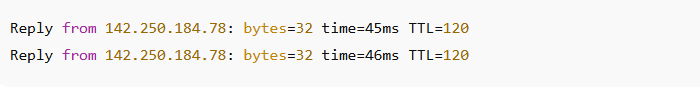 Reply from 142.250.184.78: bytes=32 time=45ms TTL=120
Reply from 142.250.184.78: bytes=32 time=46ms TTL=120